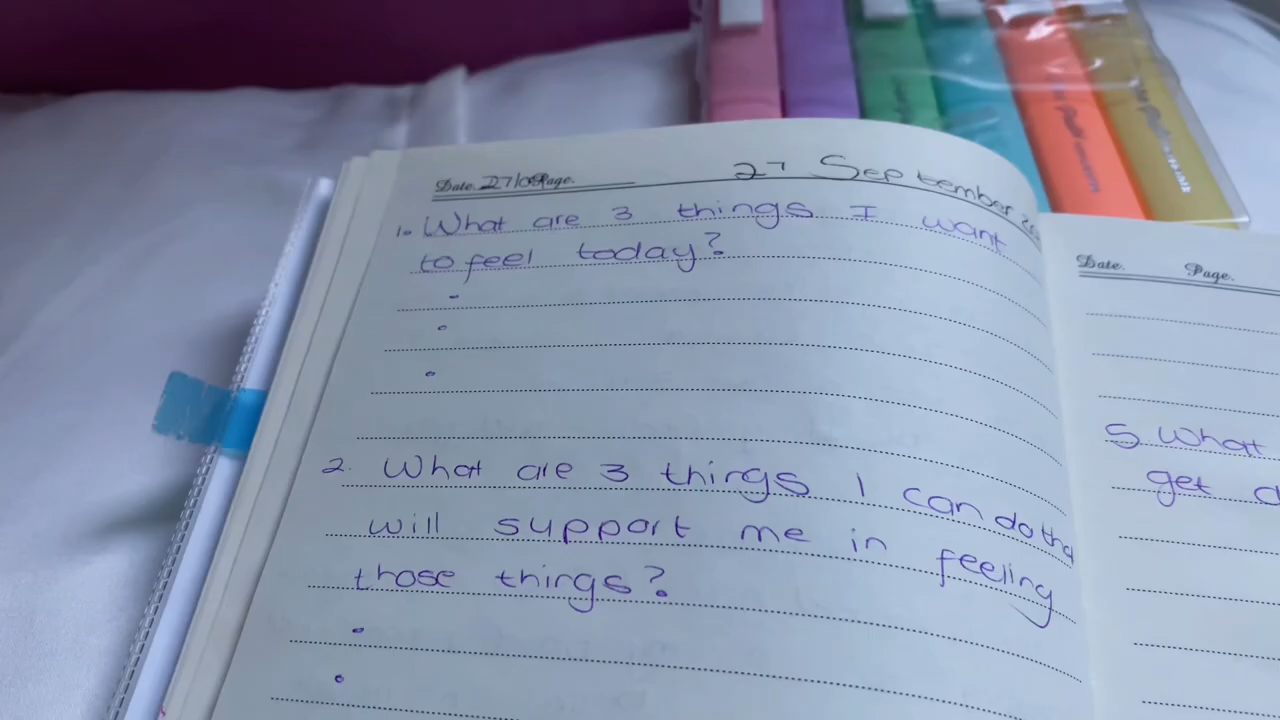 Date. 27/0 Page.
27 September
1. What are 3 things I want
to feel today?
2. What are 3 things I can do that
will support me in feeling
those things?
Date. Page.
5. What
get